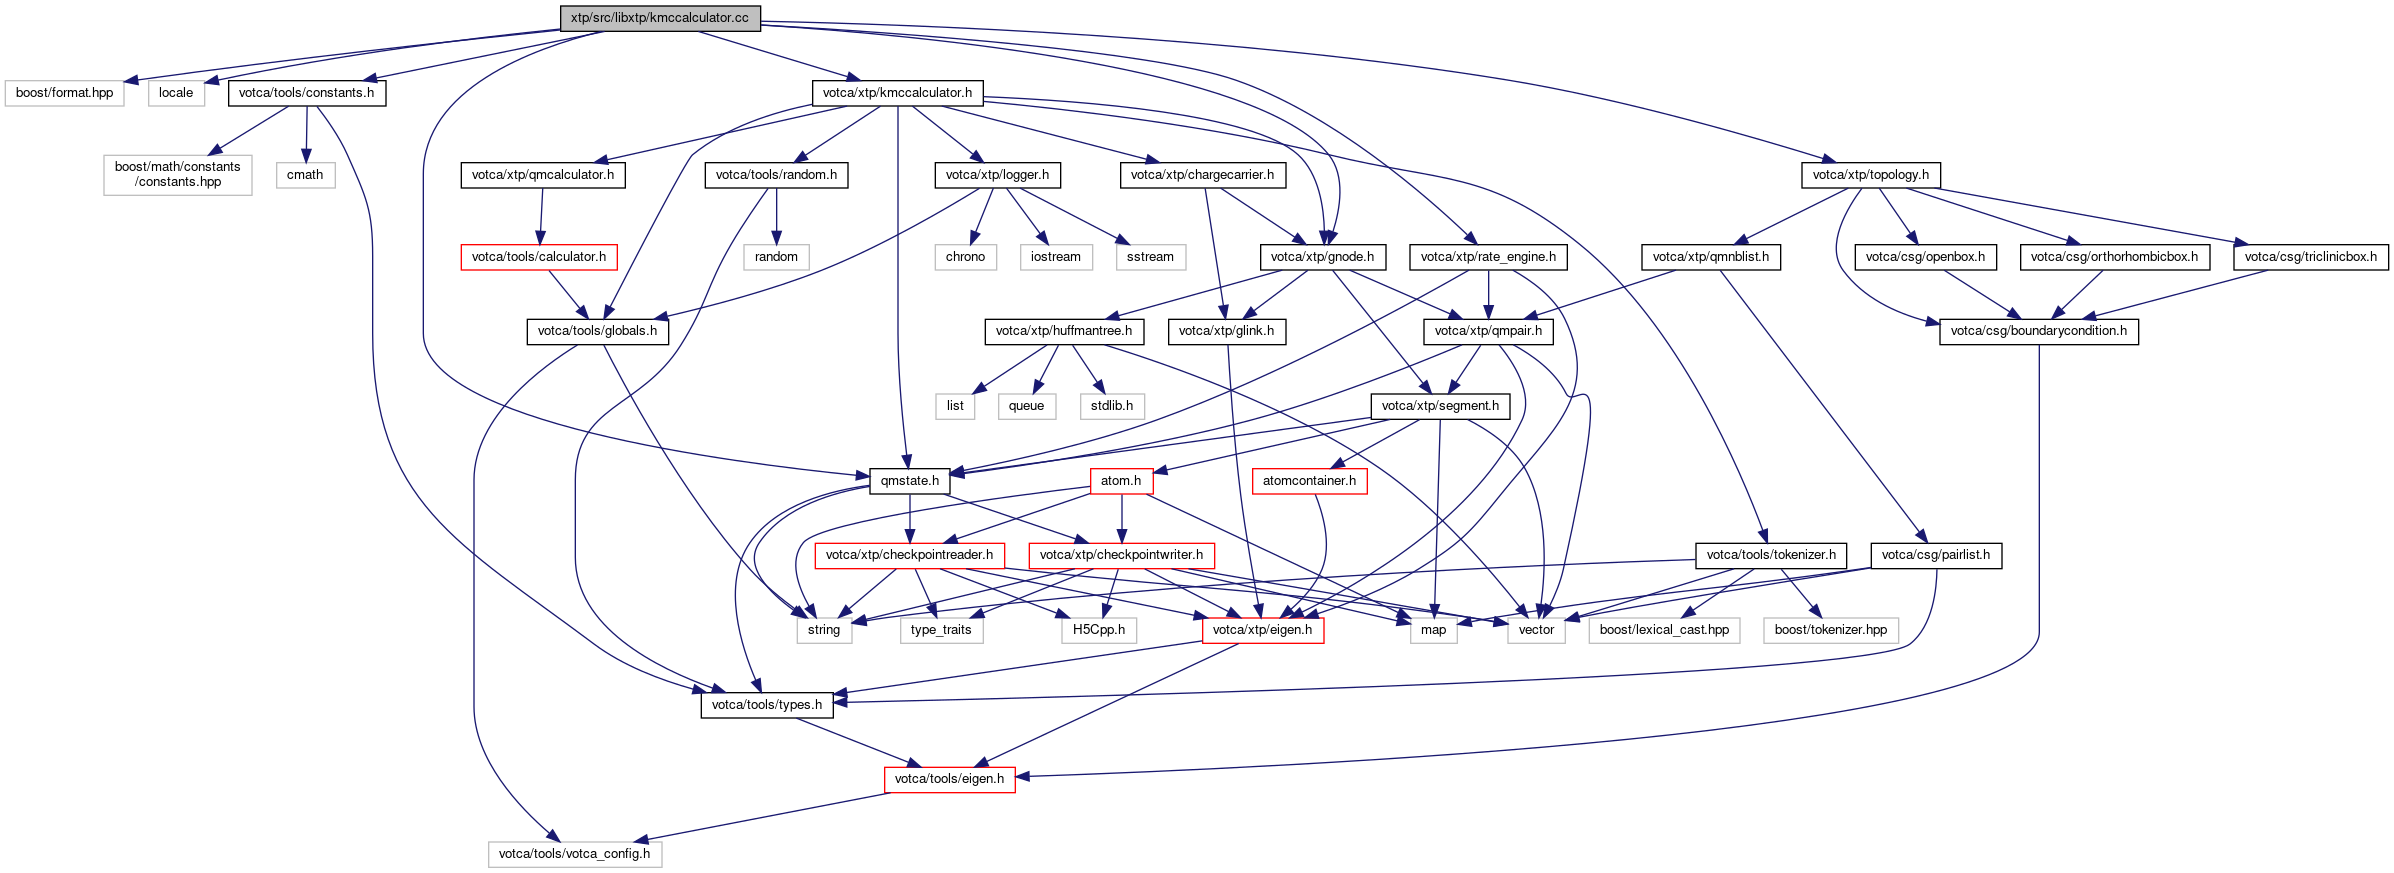 xtp/src/libxtp/kmccalculator.cc
boost/format.hpp
locale
votca/tools/constants.h
votca/xtp/kmccalculator.h
boost/math/constants
/constants.hpp
cmath
votca/xtp/qmcalculator.h
votca/tools/random.h
votca/xtp/logger.h
votca/xtp/chargecarrier.h
votca/xtp/topology.h
votca/tools/calculator.h
random
chrono
iostream
sstream
votca/xtp/gnode.h
votca/xtp/rate_engine.h
votca/xtp/qmnblist.h
votca/csg/openbox.h
votca/csg/orthorhombicbox.h
votca/csg/triclinicbox.h
votca/tools/globals.h
votca/xtp/huffmantree.h
votca/xtp/glink.h
votca/xtp/qmpair.h
votca/csg/boundarycondition.h
list
queue
stdlib.h
votca/xtp/segment.h
qmstate.h
atom.h
atomcontainer.h
votca/xtp/checkpointreader.h
votca/xtp/checkpointwriter.h
votca/tools/tokenizer.h
votca/csg/pairlist.h
string
type_traits
H5Cpp.h
votca/xtp/eigen.h
map
vector
boost/lexical_cast.hpp
boost/tokenizer.hpp
votca/tools/types.h
votca/tools/eigen.h
votca/tools/votca_config.h